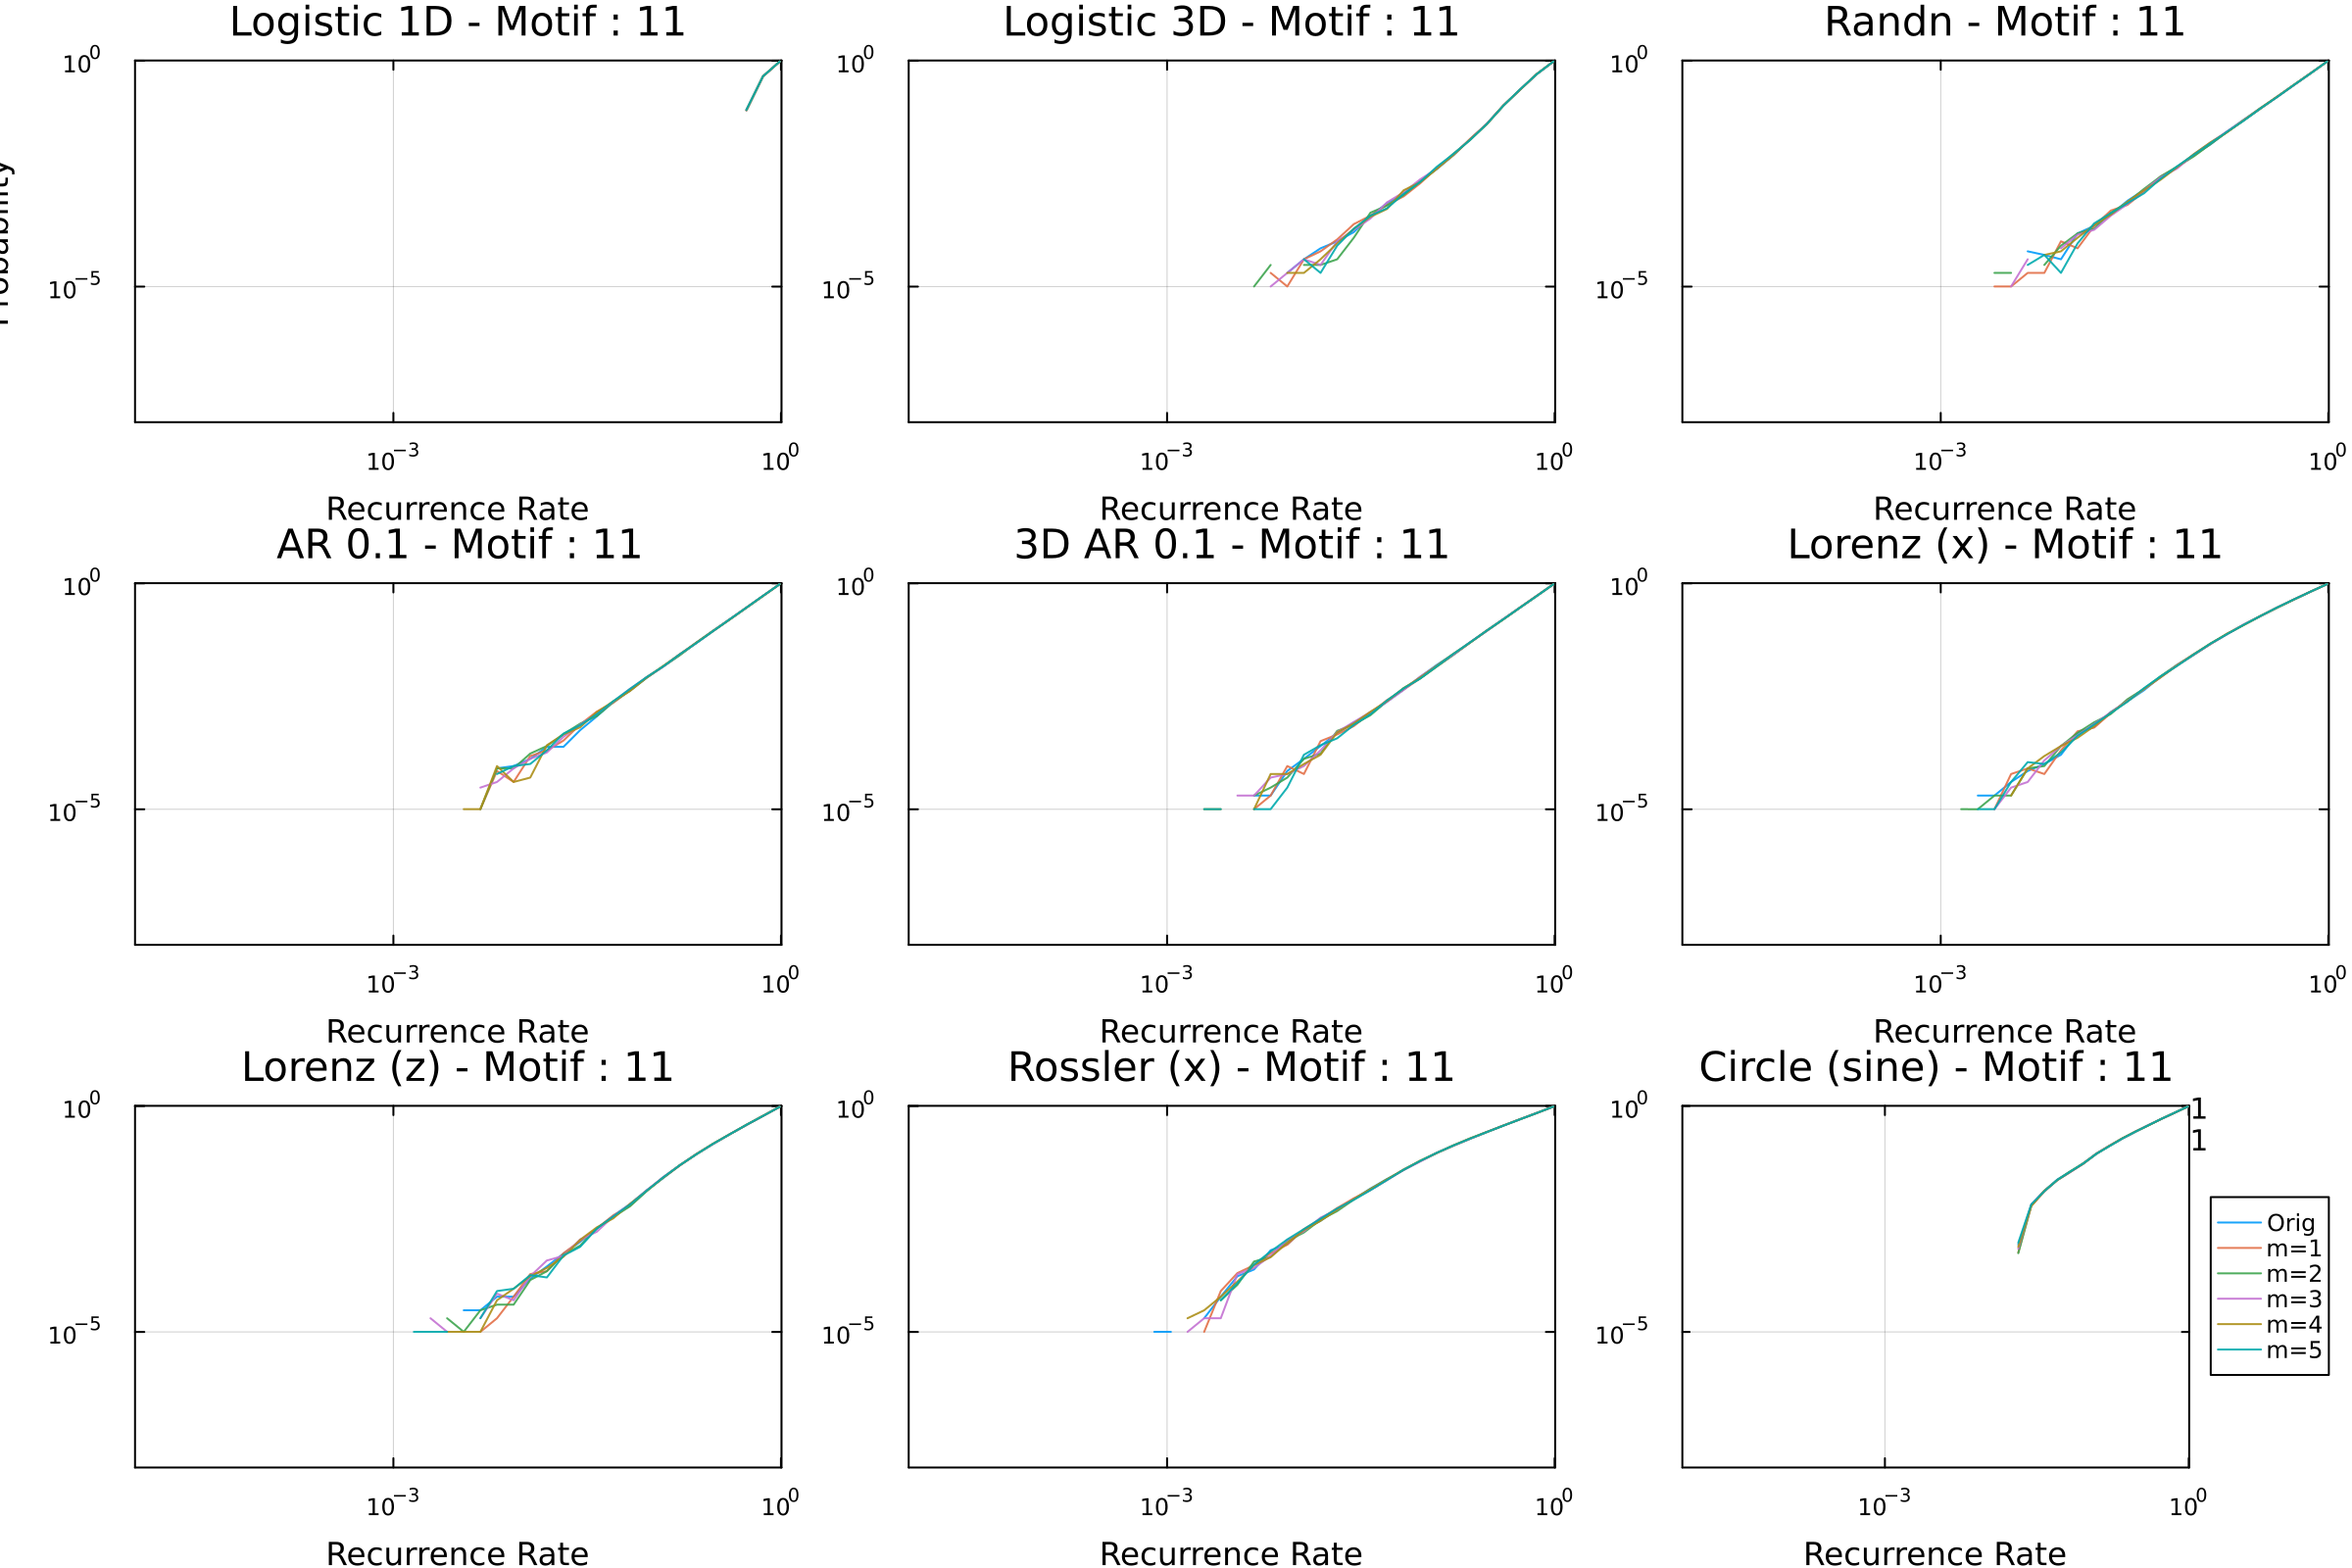 Logistic 1D - Motif : 11
Logistic 3D - Motif : 11
Randn - Motif : 11
10^0
10^0
10^0
Probability
10^−5
10^−5
10^−5
10^−3
10^0
10^−3
10^0
10^−3
10^0
Recurrence Rate
Recurrence Rate
Recurrence Rate
AR 0.1 - Motif : 11
3D AR 0.1 - Motif : 11
Lorenz (x) - Motif : 11
10^0
10^0
10^0
10^−5
10^−5
10^−5
10^−3
10^0
10^−3
10^0
10^−3
10^0
Recurrence Rate
Recurrence Rate
Recurrence Rate
Lorenz (z) - Motif : 11
Rossler (x) - Motif : 11
Circle (sine) - Motif : 11
10^0
10^0
10^0
1
1
Orig
m=1
m=2
m=3
m=4
m=5
10^−5
10^−5
10^−5
10^−3
10^0
10^−3
10^0
10^−3
10^0
Recurrence Rate
Recurrence Rate
Recurrence Rate